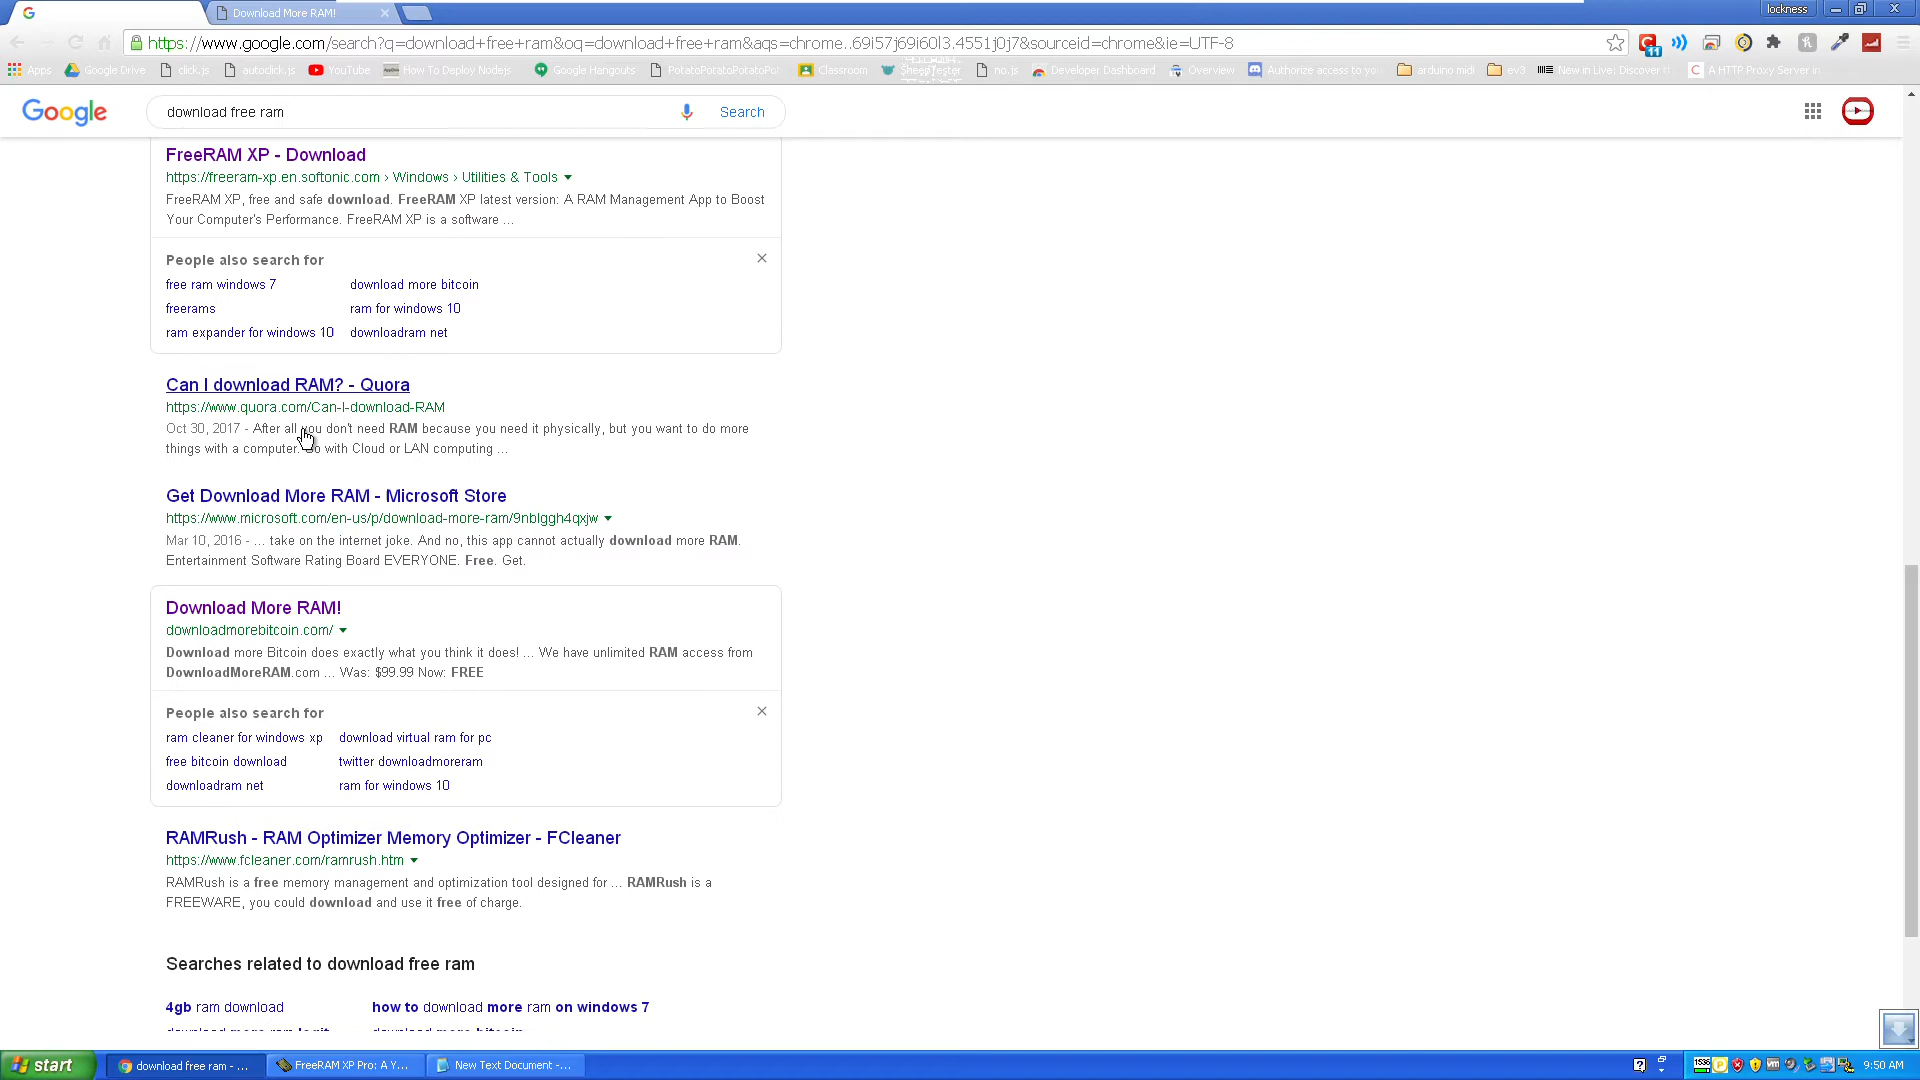 Download More RAM!
lockness
https://www.google.com/search?q=download+free+ram&oq=download+free+ram&aqs=chrome..69i57j69i60l3.4551j0j7&sourceid=chrome&ie=UTF-8
11
Apps Google Drive click.js autoclick.js YouTube How To Deploy Nodejs Google Hangouts PotatoPotatoPotatoPo Classroom SheepTester no.js Developer Dashboard Overview Authorize access to yo arduino midi ev3 New in Live: Discover A HTTP Proxy Server in
Google download free ram Search
FreeRAM XP - Download
https://freeram-xp.en.softonic.com › Windows › Utilities & Tools
FreeRAM XP, free and safe download. FreeRAM XP latest version: A RAM Management App to Boost
Your Computer's Performance. FreeRAM XP is a software ...
People also search for
free ram windows 7 download more bitcoin
freerams ram for windows 10
ram expander for windows 10 downloadram net
Can I download RAM? - Quora
https://www.quora.com/Can-I-download-RAM
Oct 30, 2017 - After all you don't need RAM because you need it physically, but you want to do more
things with a computer. So with Cloud or LAN computing ...
Get Download More RAM - Microsoft Store
https://www.microsoft.com/en-us/p/download-more-ram/9nblggh4qxjw
Mar 10, 2016 - ... take on the internet joke. And no, this app cannot actually download more RAM.
Entertainment Software Rating Board EVERYONE. Free. Get.
Download More RAM!
downloadmorebitcoin.com/
Download more Bitcoin does exactly what you think it does! ... We have unlimited RAM access from
DownloadMoreRAM.com ... Was: $99.99 Now: FREE
People also search for
ram cleaner for windows xp download virtual ram for pc
free bitcoin download twitter downloadmoreram
downloadram net ram for windows 10
RAMRush - RAM Optimizer Memory Optimizer - FCleaner
https://www.fcleaner.com/ramrush.htm
RAMRush is a free memory management and optimization tool designed for ... RAMRush is a
FREEWARE, you could download and use it free of charge.
Searches related to download free ram
4gb ram download how to download more ram on windows 7
download more ram legit download more bitcoin
start download free ram - ... FreeRAM XP Pro: A Y... New Text Document -... 1536 9:50 AM